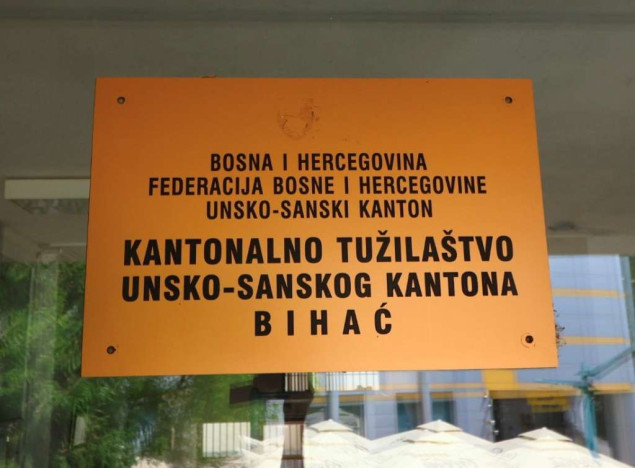 BOSNA I HERCEGOVINA
FEDERACIJA BOSNE I HERCEGOVINE
UNSKO-SANSKI KANTON
KANTONALNO TUŽILAŠTVO
UNSKO-SANSKOG KANTONA
BIHAĆ